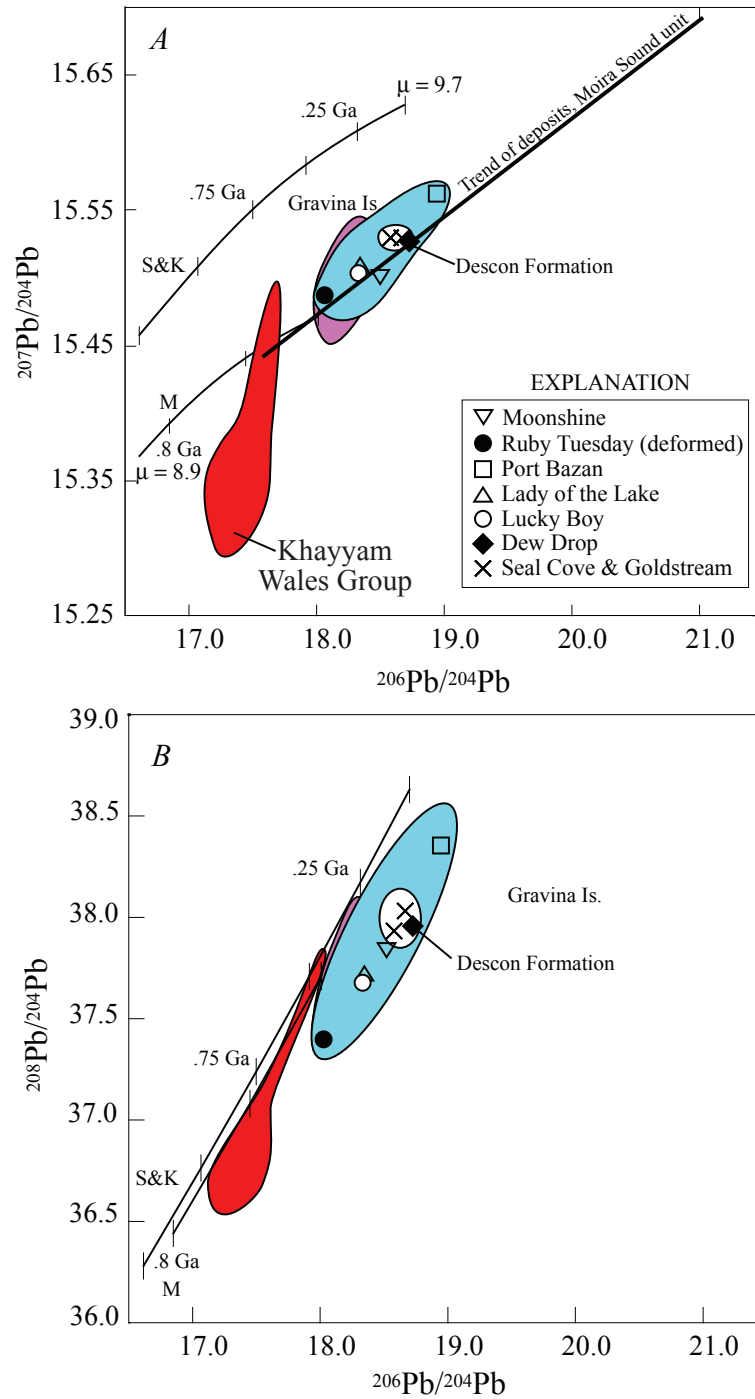 A
15.65
15.55
15.45
15.35
15.25
²⁰⁷Pb/²⁰⁴Pb
µ = 9.7
.25 Ga
.75 Ga
S&K
Gravina Is.
Trend of deposits, Moira Sound unit
Descon Formation
M
.8 Ga
µ = 8.9
Khayyam
Wales Group
EXPLANATION
Moonshine
Ruby Tuesday (deformed)
Port Bazan
Lady of the Lake
Lucky Boy
Dew Drop
Seal Cove & Goldstream
17.0 18.0 19.0 20.0 21.0
²⁰⁶Pb/²⁰⁴Pb
B
39.0
38.5
38.0
37.5
37.0
36.5
36.0
²⁰⁸Pb/²⁰⁴Pb
.25 Ga
Gravina Is.
Descon Formation
.75 Ga
S&K
.8 Ga
M
17.0 18.0 19.0 20.0 21.0
²⁰⁶Pb/²⁰⁴Pb